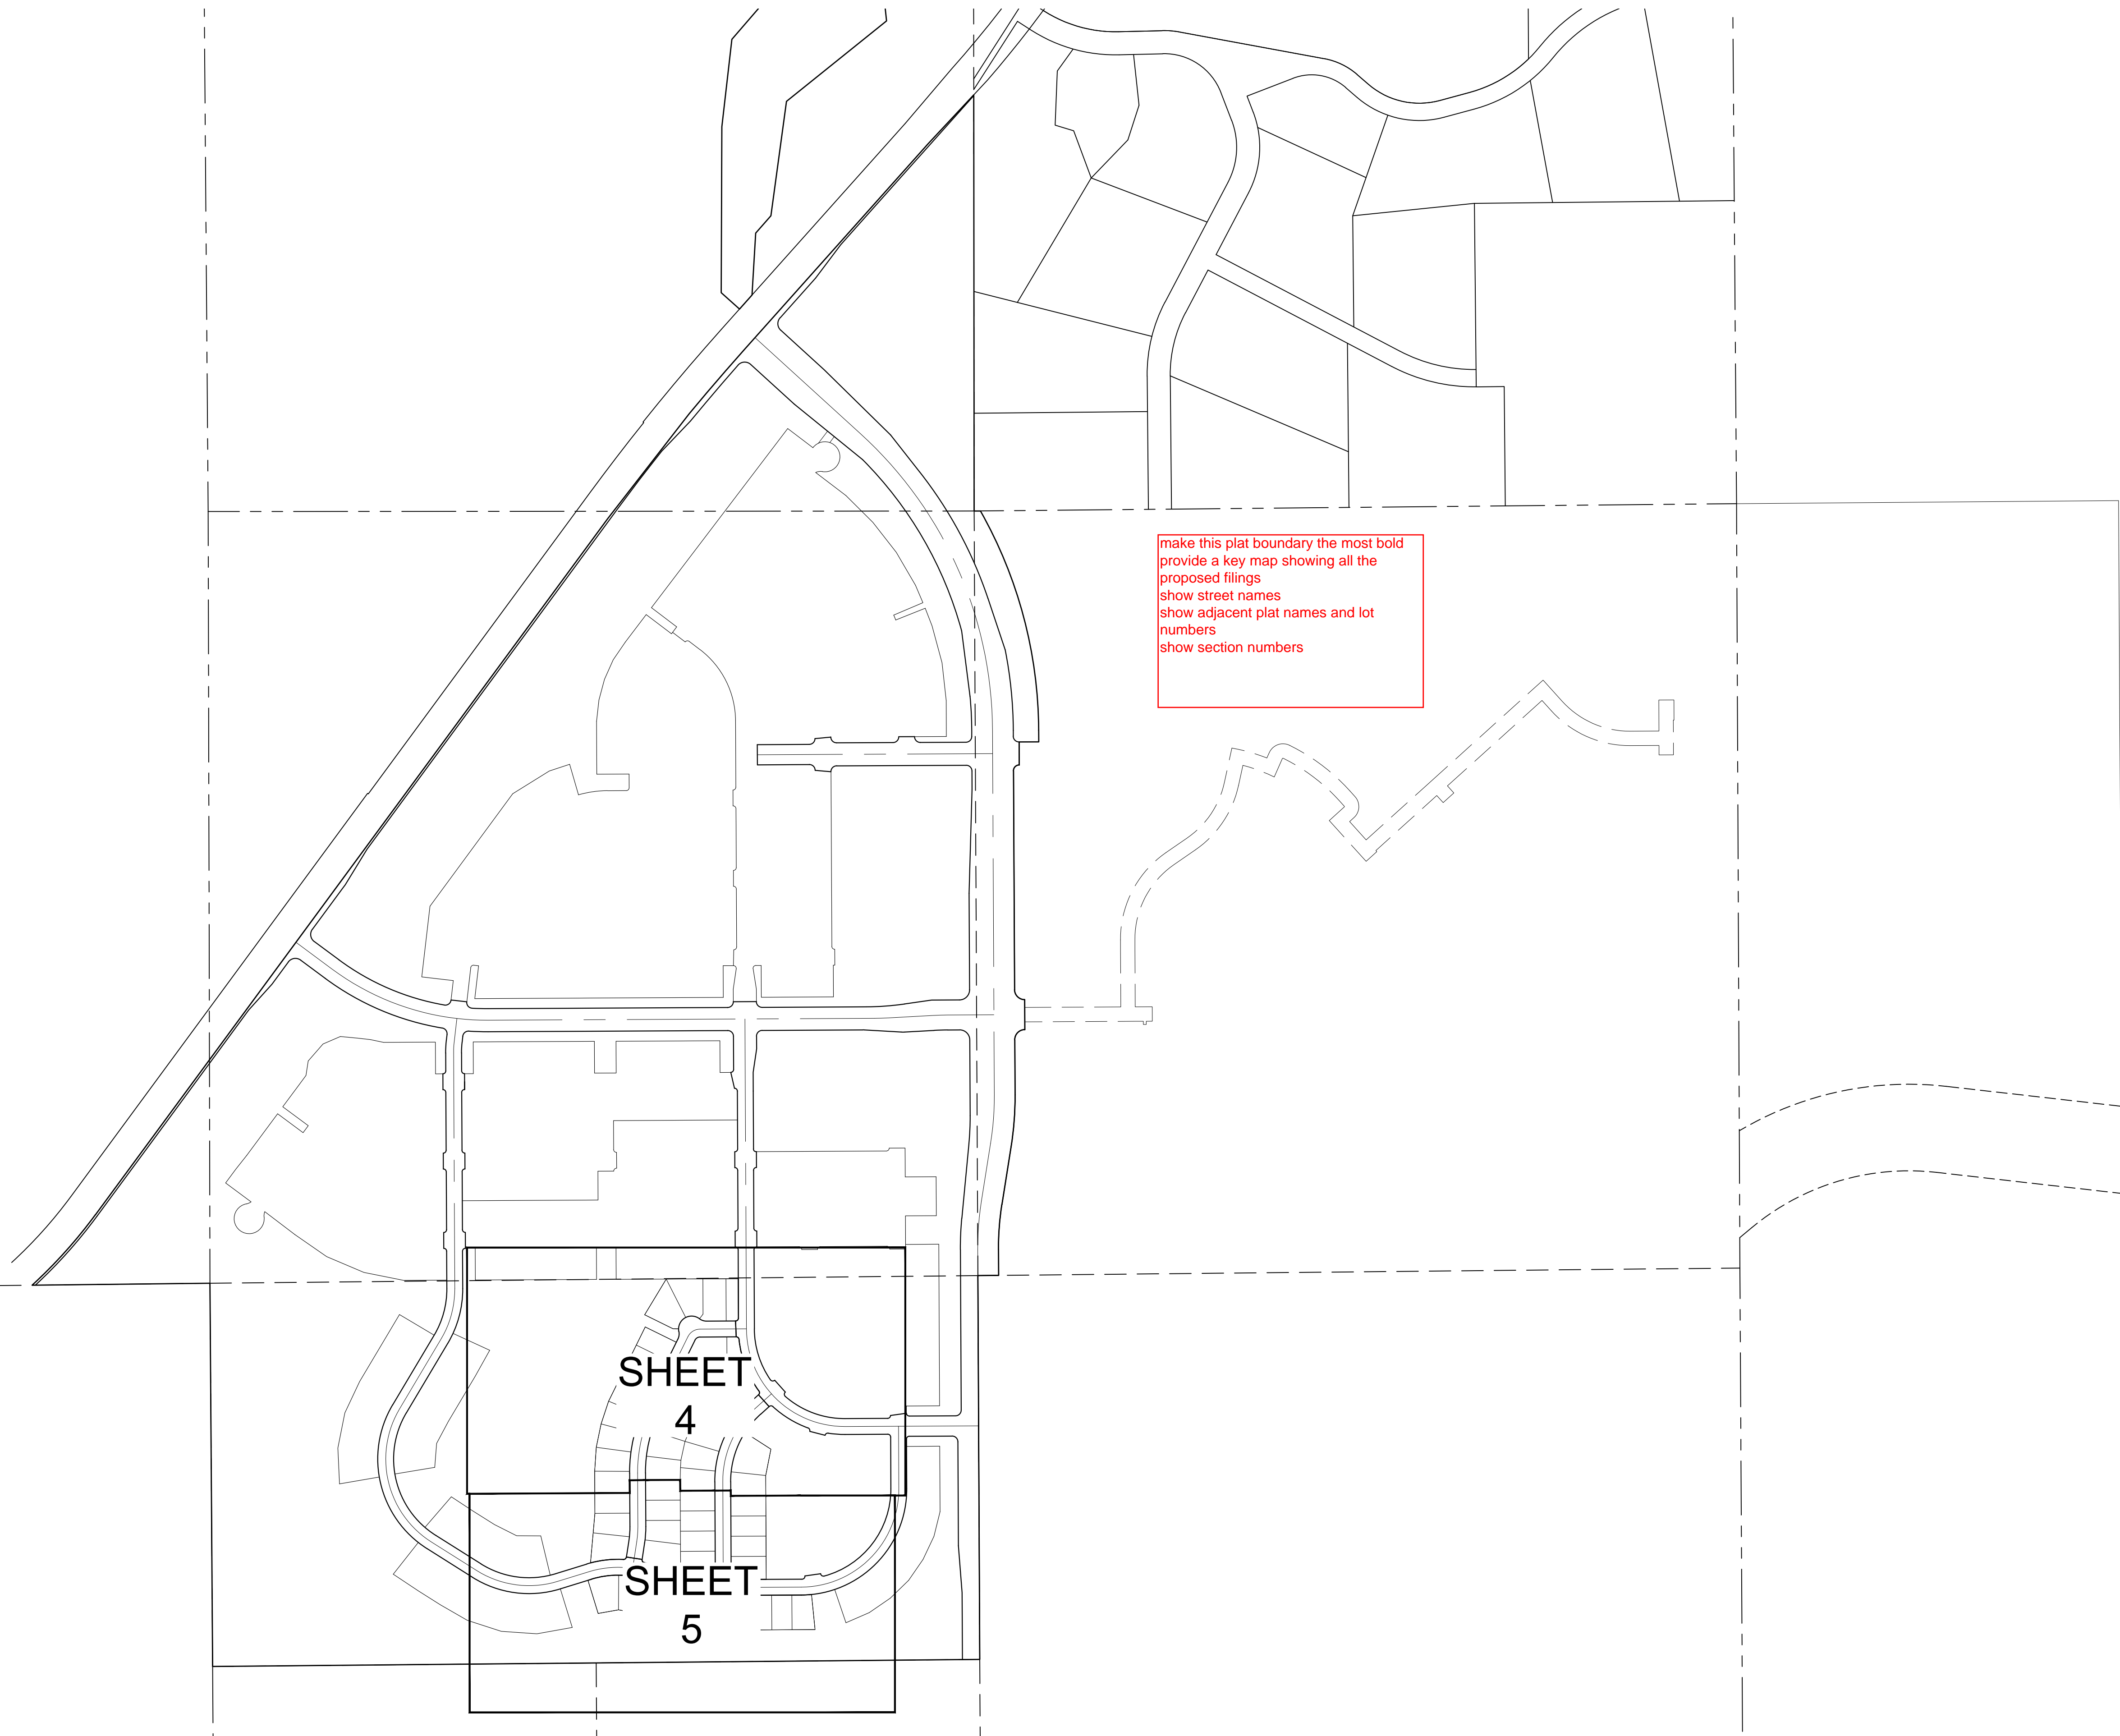 make this plat boundary the most bold
provide a key map showing all the
proposed filings
show street names
show adjacent plat names and lot
numbers
show section numbers
SHEET
4
SHEET
5